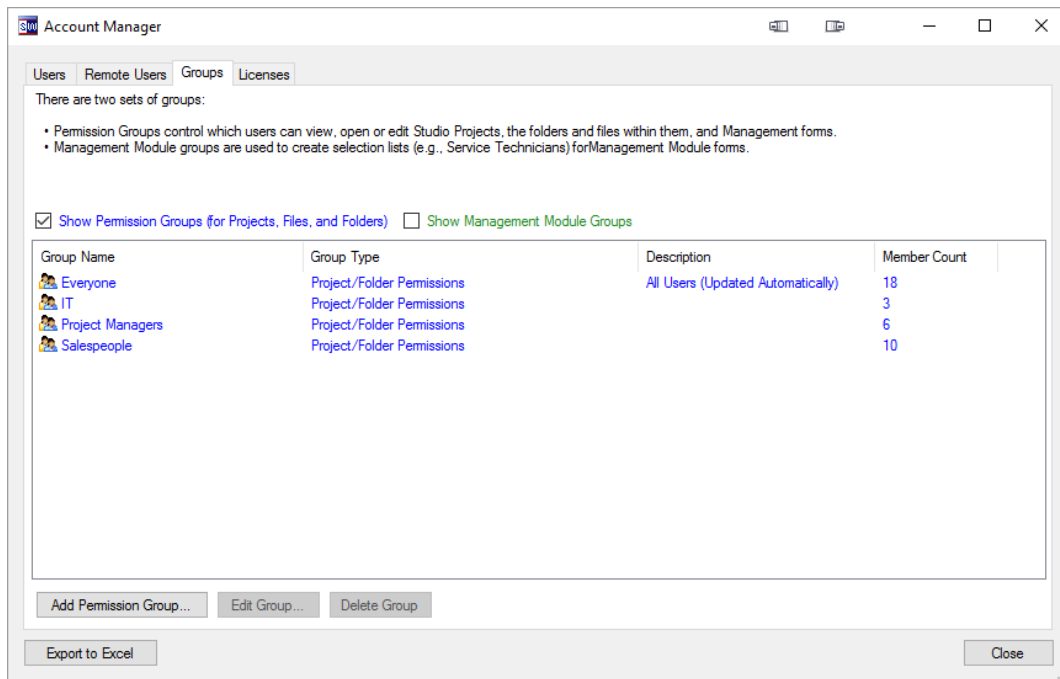 SW Account Manager
Users Remote Users Groups Licenses
There are two sets of groups:
• Permission Groups control which users can view, open or edit Studio Projects, the folders and files within them, and Management forms.
• Management Module groups are used to create selection lists (e.g., Service Technicians) forManagement Module forms.
Show Permission Groups (for Projects, Files, and Folders) Show Management Module Groups
Group Name Group Type Description Member Count
Everyone Project/Folder Permissions All Users (Updated Automatically) 18
IT Project/Folder Permissions 3
Project Managers Project/Folder Permissions 6
Salespeople Project/Folder Permissions 10
Add Permission Group... Edit Group... Delete Group
Export to Excel Close